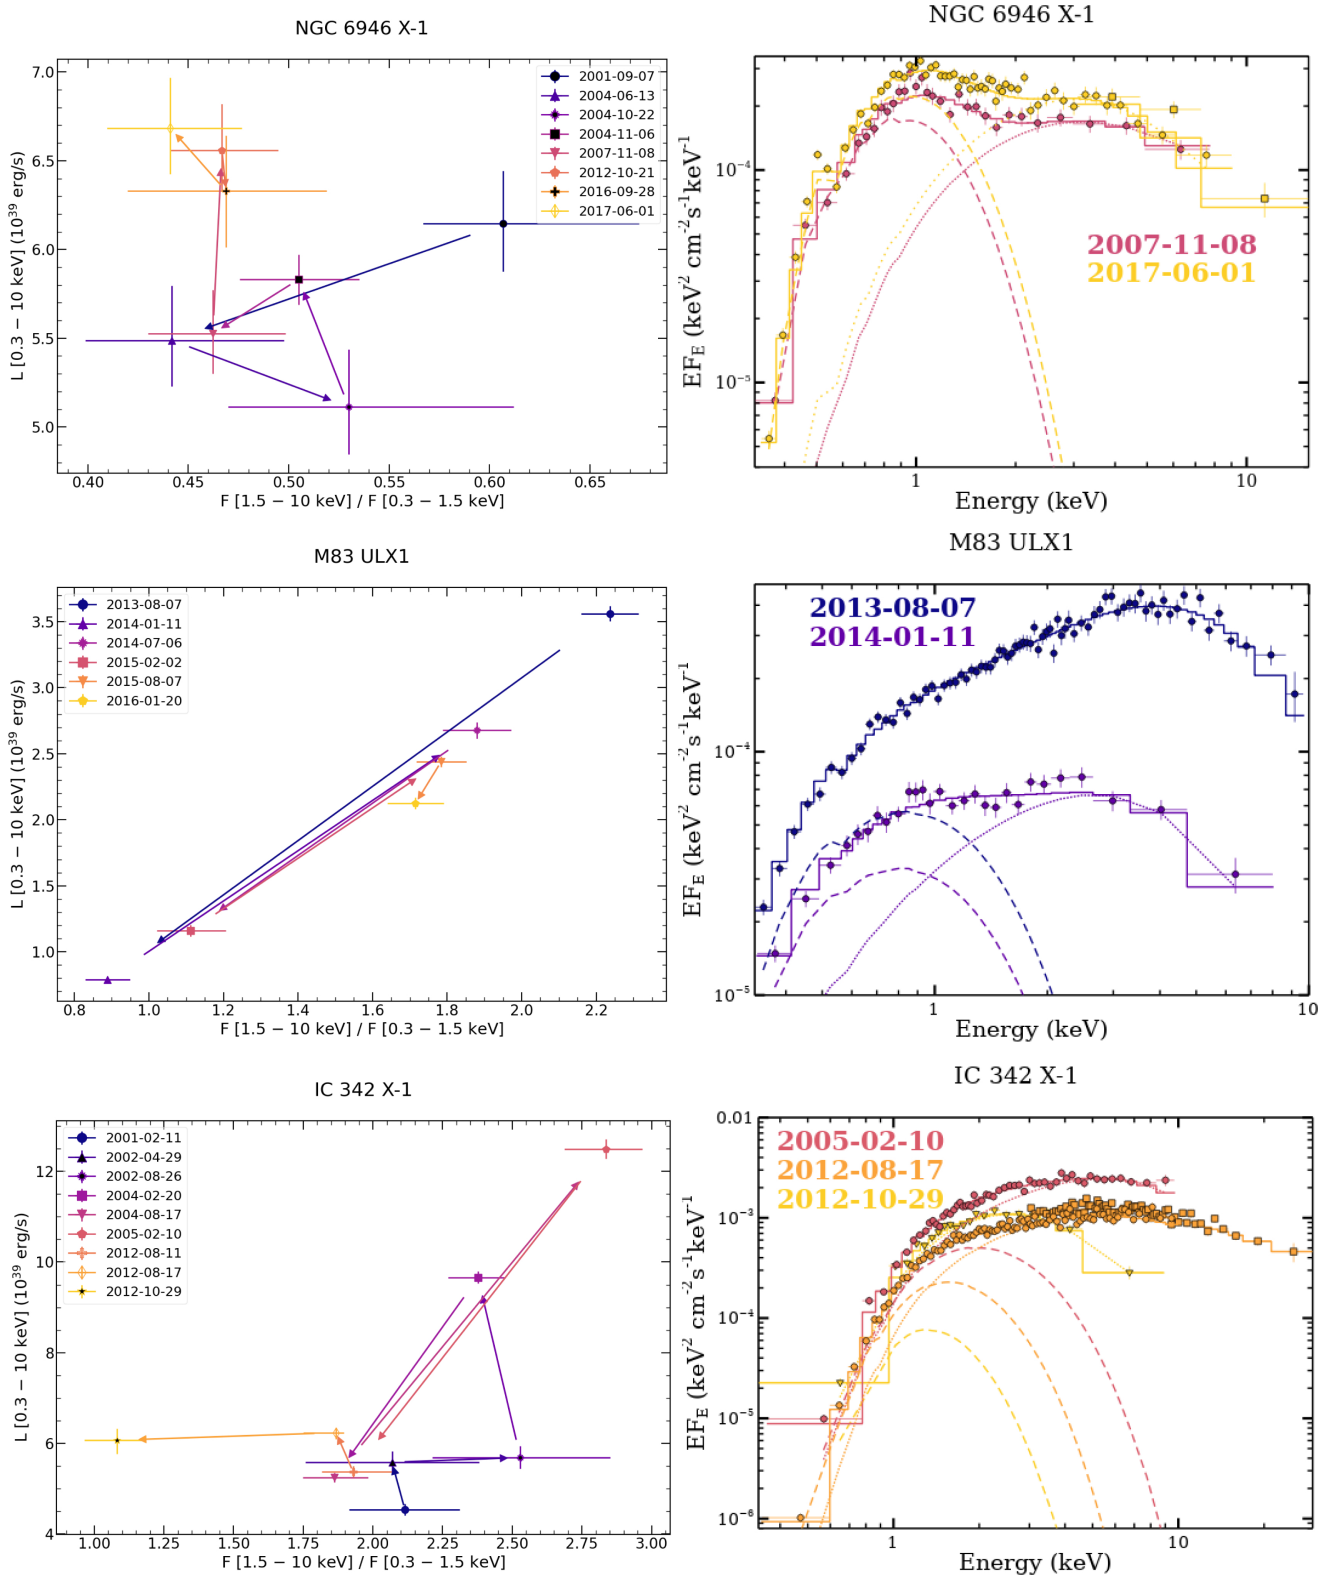 NGC 6946 X-1
7.0
6.5
6.0
5.5
5.0
L [0.3 − 10 keV] (10³⁹ erg/s)
0.40 0.45 0.50 0.55 0.60 0.65
F [1.5 − 10 keV] / F [0.3 − 1.5 keV]
2001-09-07
2004-06-13
2004-10-22
2004-11-06
2007-11-08
2012-10-21
2016-09-28
2017-06-01
NGC 6946 X-1
10⁻⁴
10⁻⁵
EF_E (keV² cm⁻²s⁻¹keV⁻¹
2007-11-08
2017-06-01
1 10
Energy (keV)
M83 ULX1
3.5
3.0
2.5
2.0
1.5
1.0
L [0.3 − 10 keV] (10³⁹ erg/s)
0.8 1.0 1.2 1.4 1.6 1.8 2.0 2.2
F [1.5 − 10 keV] / F [0.3 − 1.5 keV]
2013-08-07
2014-01-11
2014-07-06
2015-02-02
2015-08-07
2016-01-20
M83 ULX1
2013-08-07
2014-01-11
10⁻⁴
10⁻⁵
EF_E (keV² cm⁻²s⁻¹keV⁻¹
1 10
Energy (keV)
IC 342 X-1
12
10
8
6
4
L [0.3 − 10 keV] (10³⁹ erg/s)
1.00 1.25 1.50 1.75 2.00 2.25 2.50 2.75 3.00
F [1.5 − 10 keV] / F [0.3 − 1.5 keV]
2001-02-11
2002-04-29
2002-08-26
2004-02-20
2004-08-17
2005-02-10
2012-08-11
2012-08-17
2012-10-29
IC 342 X-1
0.01
10⁻³
10⁻⁴
10⁻⁵
10⁻⁶
EF_E (keV² cm⁻²s⁻¹keV⁻¹
2005-02-10
2012-08-17
2012-10-29
1 10
Energy (keV)